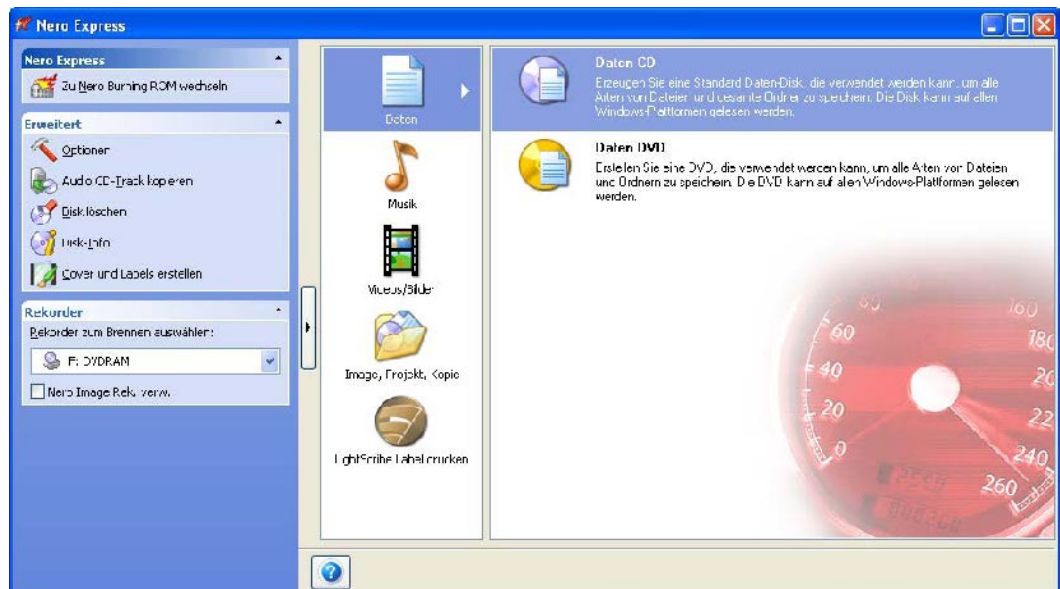 Nero Express
Nero Express
Zu Nero Burning ROM wechseln
Erweitert
Optionen
Audio CD-Track kopieren
Disk löschen
Disk-Info
Cover und Labels erstellen
Rekorder
Rekorder zum Brennen auswählen:
F: DVDRAM
Nero Image Rek. verw.
Daten
Musik
Videos/Bilder
Image, Projekt, Kopie
LightScribe Label drucken
Daten CD
Erzeugen Sie eine Standard Daten-Disk, die verwendet werden kann, um alle
Arten von Dateien und gesamte Ordner zu speichern. Die Disk kann auf allen
Windows-Plattformen gelesen werden.
Daten DVD
Erstellen Sie eine DVD, die verwendet werden kann, um alle Arten von Dateien
und Ordnern zu speichern. Die DVD kann auf allen Windows-Plattformen gelesen
werden.
0
20
40
60
80
160
180
20
22
240
260